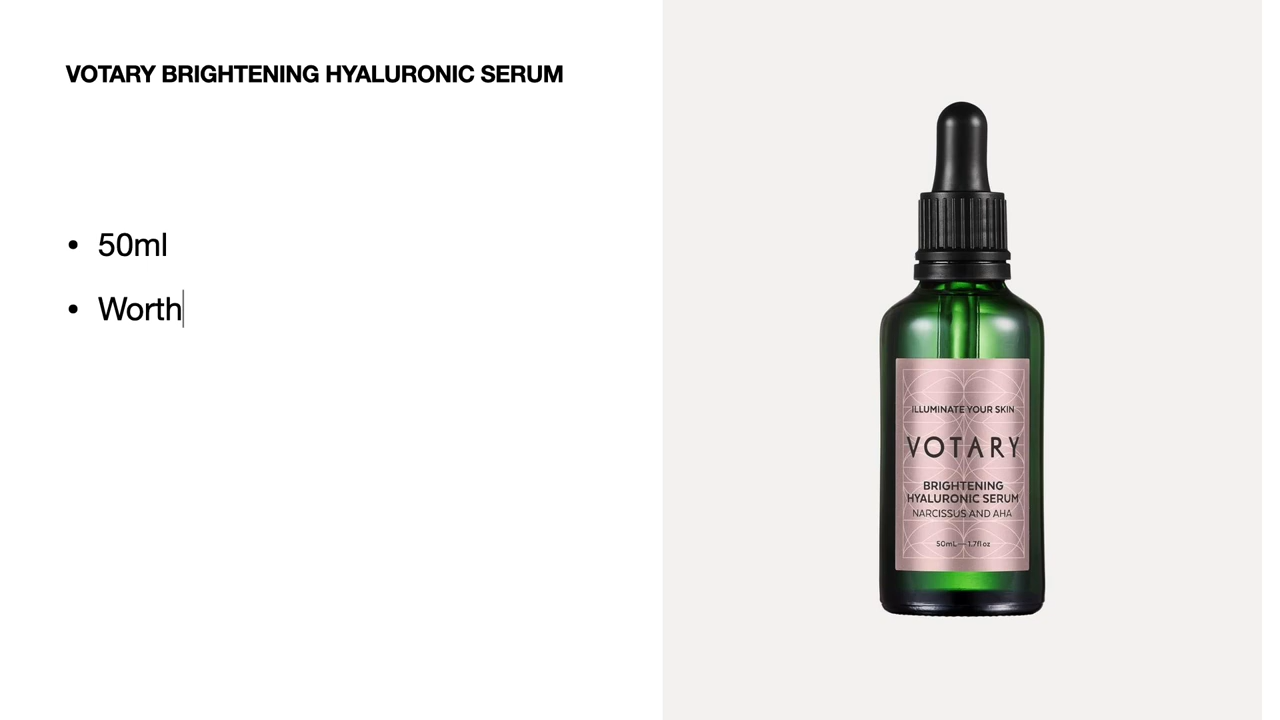 VOTARY BRIGHTENING HYALURONIC SERUM
• 50ml
• Worth
ILLUMINATE YOUR SKIN
VOTARY
BRIGHTENING
HYALURONIC SERUM
NARCISSUS AND AHA
50mL—1.7fl oz